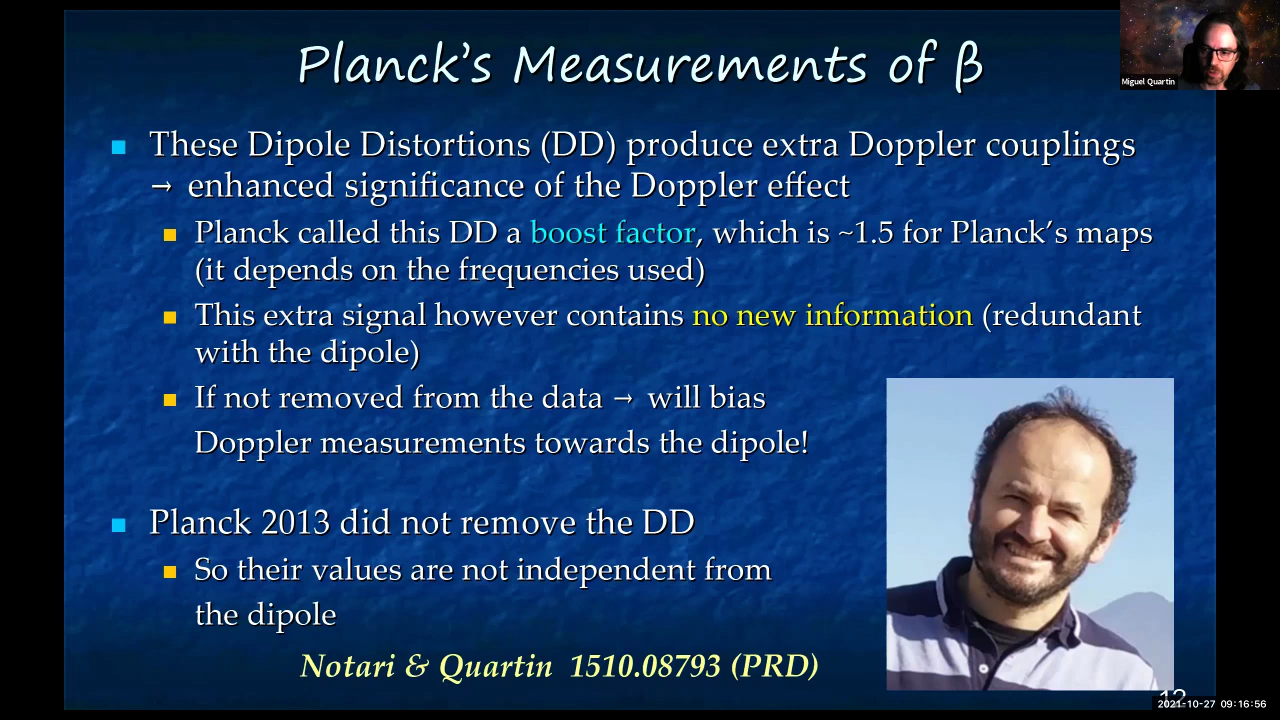 Planck's Measurements of β
Miguel Quartin
These Dipole Distortions (DD) produce extra Doppler couplings
→ enhanced significance of the Doppler effect
Planck called this DD a boost factor, which is ~1.5 for Planck's maps
(it depends on the frequencies used)
This extra signal however contains no new information (redundant
with the dipole)
If not removed from the data → will bias
Doppler measurements towards the dipole!
Planck 2013 did not remove the DD
So their values are not independent from
the dipole
Notari & Quartin 1510.08793 (PRD)
12
2021-10-27 09:16:56